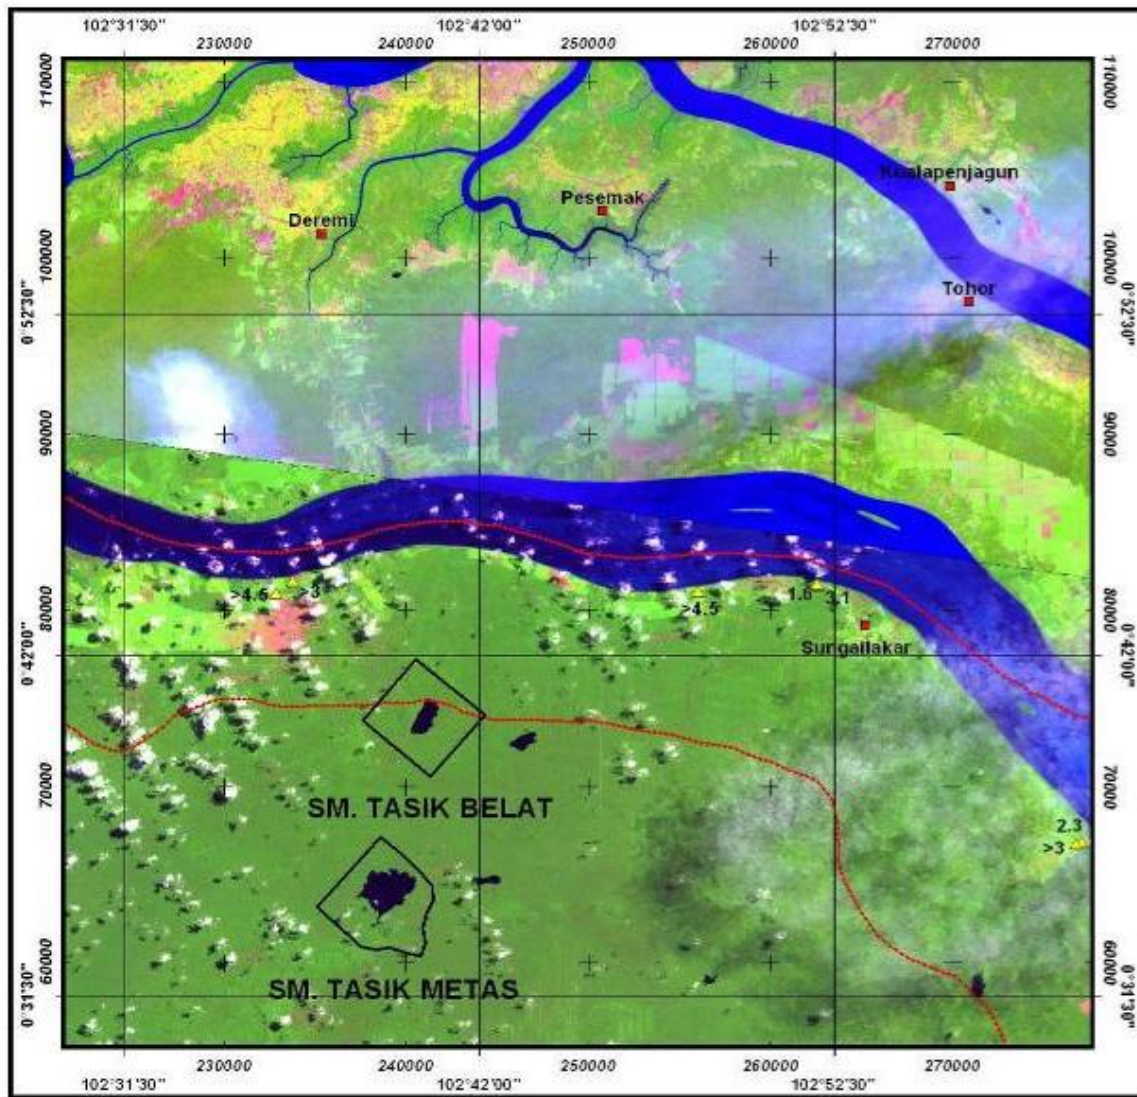 102°31'30" 102°42'00" 102°52'30"
230000 240000 250000 260000 270000
110000 110000
Kualapenjagun
Pesemak
Deremi
100000 100000
Tohor
0°52'30" 0°52'30"
90000 90000
>4.5 >3 >4.5 1.6 3.1
80000 80000
Sungailakar
0°42'00" 0°42'00"
70000 70000
SM. TASIK BELAT
2.3
>3
60000 60000
SM. TASIK METAS
0°31'30" 0°31'30"
230000 240000 250000 260000 270000
102°31'30" 102°42'00" 102°52'30"